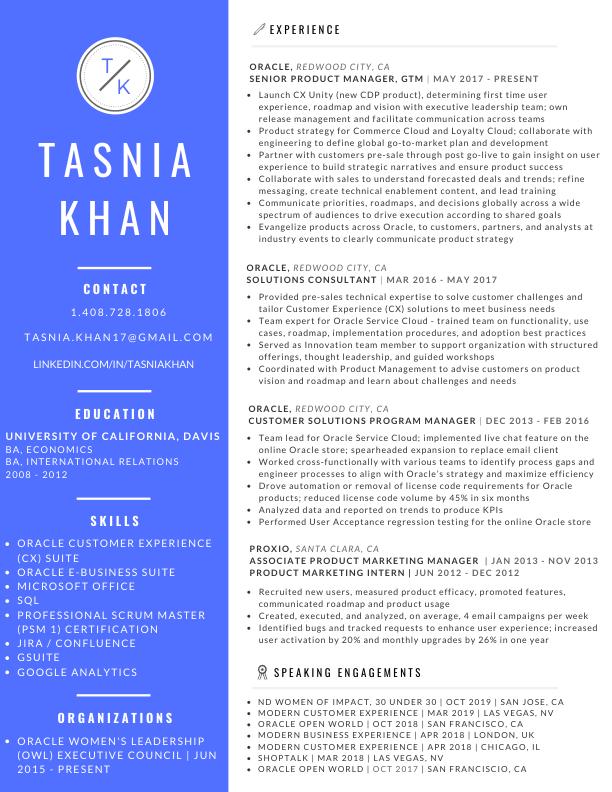 T
K
TASNIA
KHAN
CONTACT
1.408.728.1806
TASNIA.KHAN17@GMAIL.COM
LINKEDIN.COM/IN/TASNIAKHAN
EDUCATION
UNIVERSITY OF CALIFORNIA, DAVIS
BA, ECONOMICS
BA, INTERNATIONAL RELATIONS
2008 - 2012
SKILLS
• ORACLE CUSTOMER EXPERIENCE
(CX) SUITE
• ORACLE E-BUSINESS SUITE
• MICROSOFT OFFICE
• SQL
• PROFESSIONAL SCRUM MASTER
(PSM 1) CERTIFICATION
• JIRA / CONFLUENCE
• GSUITE
• GOOGLE ANALYTICS
ORGANIZATIONS
• ORACLE WOMEN'S LEADERSHIP
(OWL) EXECUTIVE COUNCIL | JUN
2015 - PRESENT
EXPERIENCE
ORACLE, REDWOOD CITY, CA
SENIOR PRODUCT MANAGER, GTM | MAY 2017 - PRESENT
• Launch CX Unity (new CDP product), determining first time user
experience, roadmap and vision with executive leadership team; own
release management and facilitate communication across teams
• Product strategy for Commerce Cloud and Loyalty Cloud; collaborate with
engineering to define global go-to-market plan and development
• Partner with customers pre-sale through post go-live to gain insight on user
experience to build strategic narratives and ensure product success
• Collaborate with sales to understand forecasted deals and trends; refine
messaging, create technical enablement content, and lead training
• Communicate priorities, roadmaps, and decisions globally across a wide
spectrum of audiences to drive execution according to shared goals
• Evangelize products across Oracle, to customers, partners, and analysts at
industry events to clearly communicate product strategy
ORACLE, REDWOOD CITY, CA
SOLUTIONS CONSULTANT | MAR 2016 - MAY 2017
• Provided pre-sales technical expertise to solve customer challenges and
tailor Customer Experience (CX) solutions to meet business needs
• Team expert for Oracle Service Cloud - trained team on functionality, use
cases, roadmap, implementation procedures, and adoption best practices
• Served as Innovation team member to support organization with structured
offerings, thought leadership, and guided workshops
• Coordinated with Product Management to advise customers on product
vision and roadmap and learn about challenges and needs
ORACLE, REDWOOD CITY, CA
CUSTOMER SOLUTIONS PROGRAM MANAGER | DEC 2013 - FEB 2016
• Team lead for Oracle Service Cloud; implemented live chat feature on the
online Oracle store; spearheaded expansion to replace email client
• Worked cross-functionally with various teams to identify process gaps and
engineer processes to align with Oracle's strategy and maximize efficiency
• Drove automation or removal of license code requirements for Oracle
products; reduced license code volume by 45% in six months
• Analyzed data and reported on trends to produce KPIs
• Performed User Acceptance regression testing for the online Oracle store
PROXIO, SANTA CLARA, CA
ASSOCIATE PRODUCT MARKETING MANAGER | JAN 2013 - NOV 2013
PRODUCT MARKETING INTERN | JUN 2012 - DEC 2012
• Recruited new users, measured product efficacy, promoted features,
communicated roadmap and product usage
• Created, executed, and analyzed, on average, 4 email campaigns per week
• Identified bugs and tracked requests to enhance user experience; increased
user activation by 20% and monthly upgrades by 26% in one year
SPEAKING ENGAGEMENTS
• ND WOMEN OF IMPACT, 30 UNDER 30 | OCT 2019 | SAN JOSE, CA
• MODERN CUSTOMER EXPERIENCE | MAR 2019 | LAS VEGAS, NV
• ORACLE OPEN WORLD | OCT 2018 | SAN FRANCISCO, CA
• MODERN BUSINESS EXPERIENCE | APR 2018 | LONDON, UK
• MODERN CUSTOMER EXPERIENCE | APR 2018 | CHICAGO, IL
• SHOPTALK | MAR 2018 | LAS VEGAS, NV
• ORACLE OPEN WORLD | OCT 2017 | SAN FRANCISCIO, CA